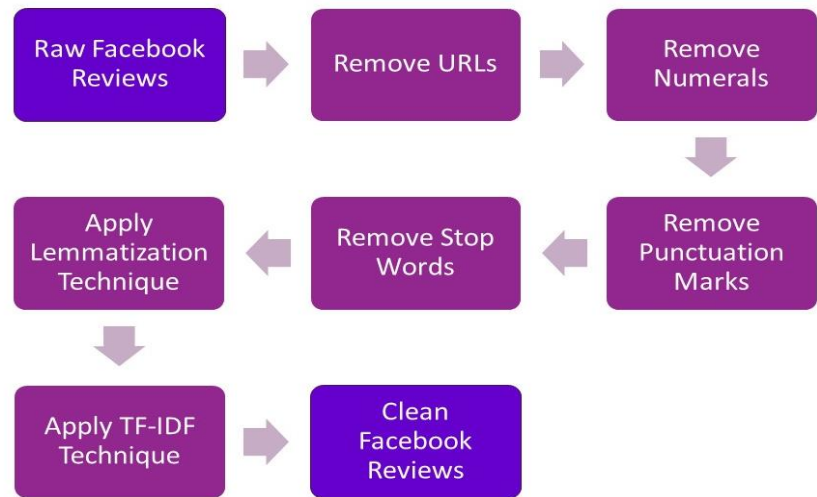 Raw Facebook
Reviews
Remove URLs
Remove
Numerals
Remove
Punctuation
Marks
Remove Stop
Words
Apply
Lemmatization
Technique
Apply TF-IDF
Technique
Clean
Facebook
Reviews